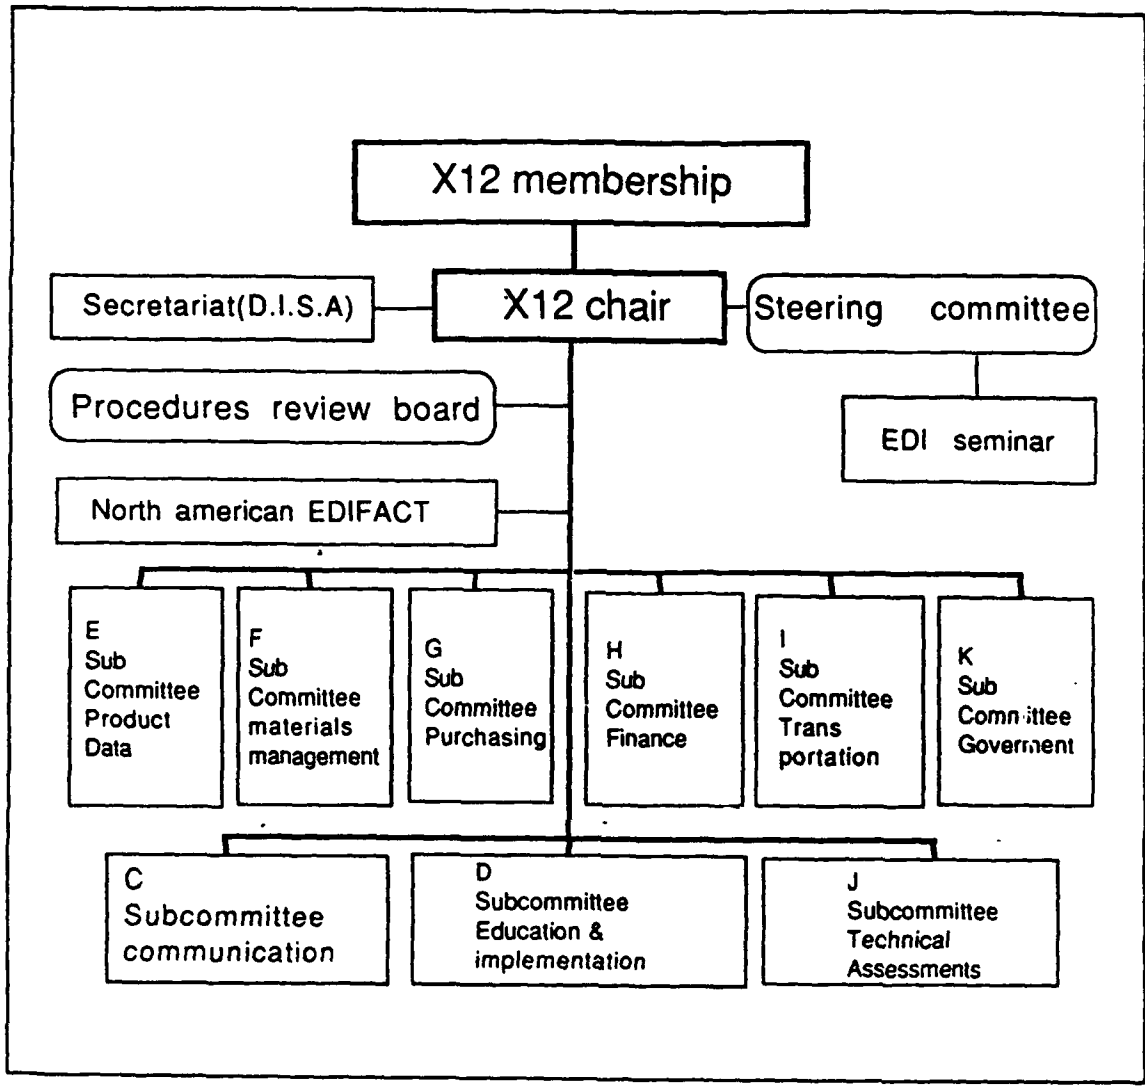 X12 membership
Secretariat(D.I.S.A)
X12 chair
Steering committee
Procedures review board
EDI seminar
North american EDIFACT
E
Sub
Committee
Product
Data
F
Sub
Committee
materials
management
G
Sub
Committee
Purchasing
H
Sub
Committee
Finance
I
Sub
Committee
Trans
portation
K
Sub
Committee
Goverment
C
Subcommittee
communication
D
Subcommittee
Education &
implementation
J
Subcommittee
Technical
Assessments